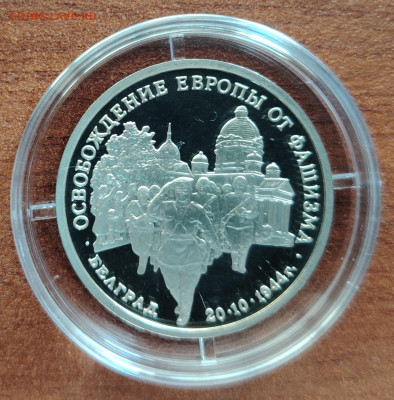 ОСВОБОЖДЕНИЕ ЕВРОПЫ ОТ ФАШИЗМА
· БЕЛГРАД 20·10·1944г. ·